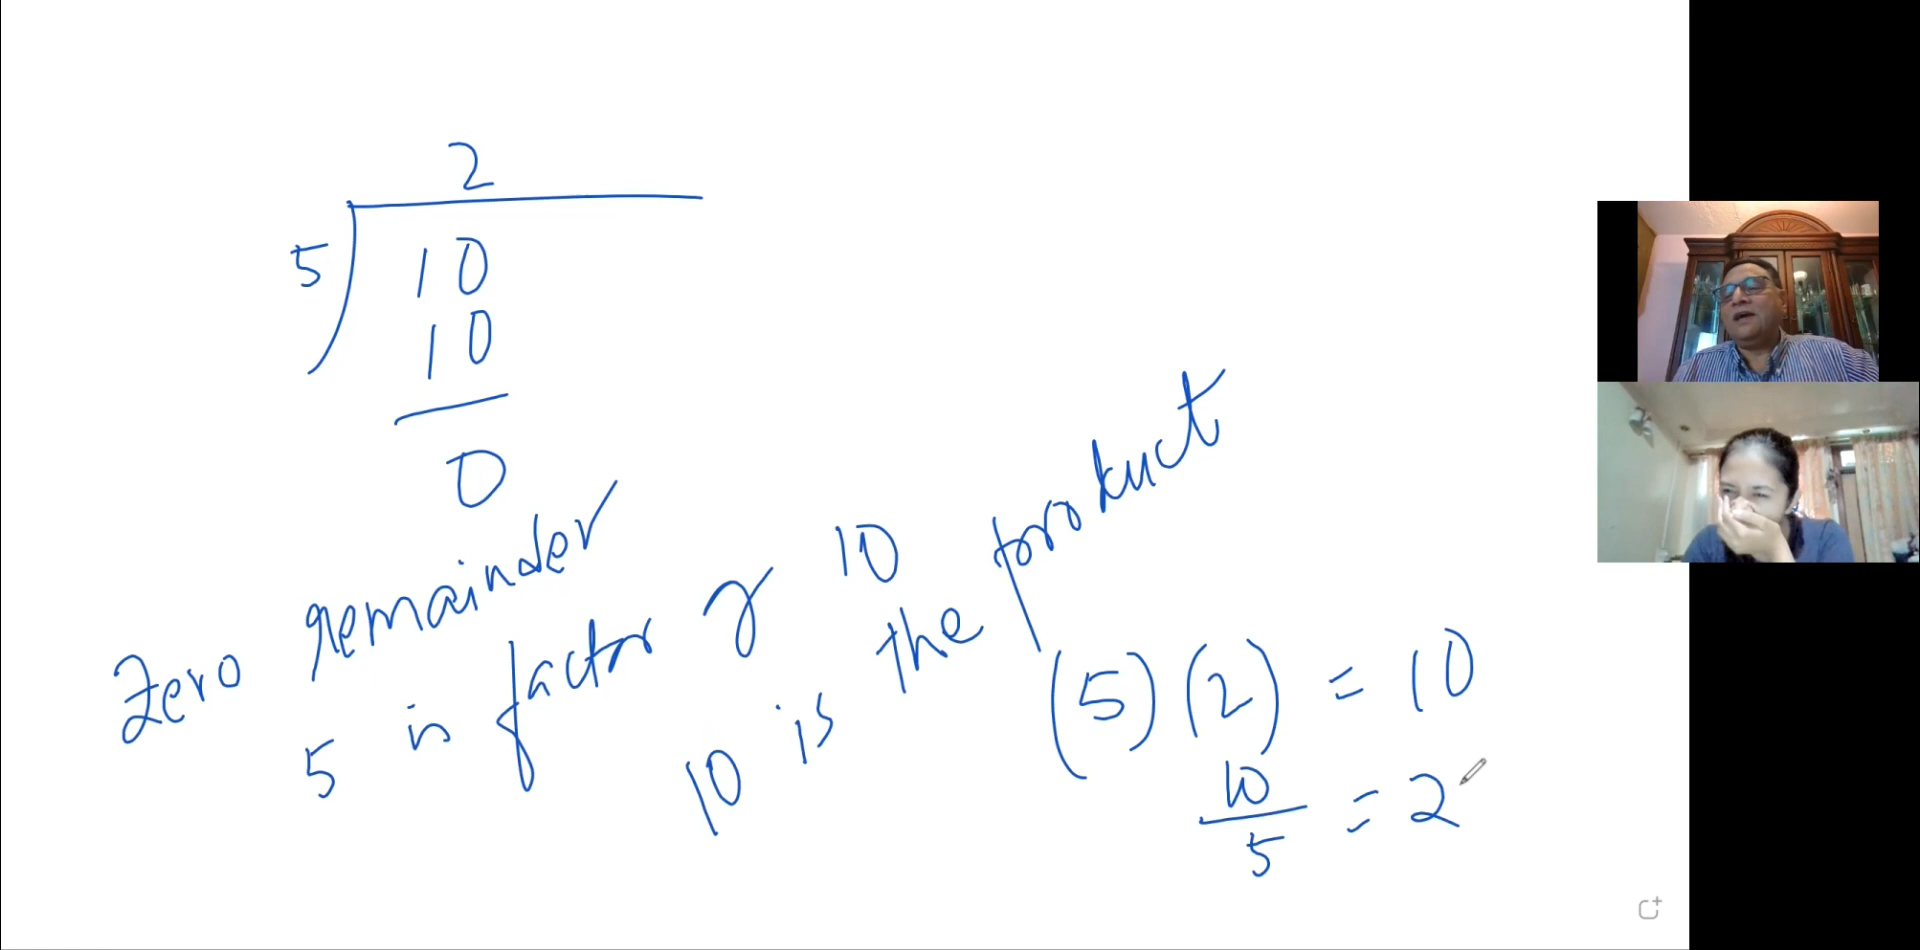 2
5 10
10
0
Zero remainder
5 is factor of 10
10 is the product
(5)(2) = 10
10/5 = 2